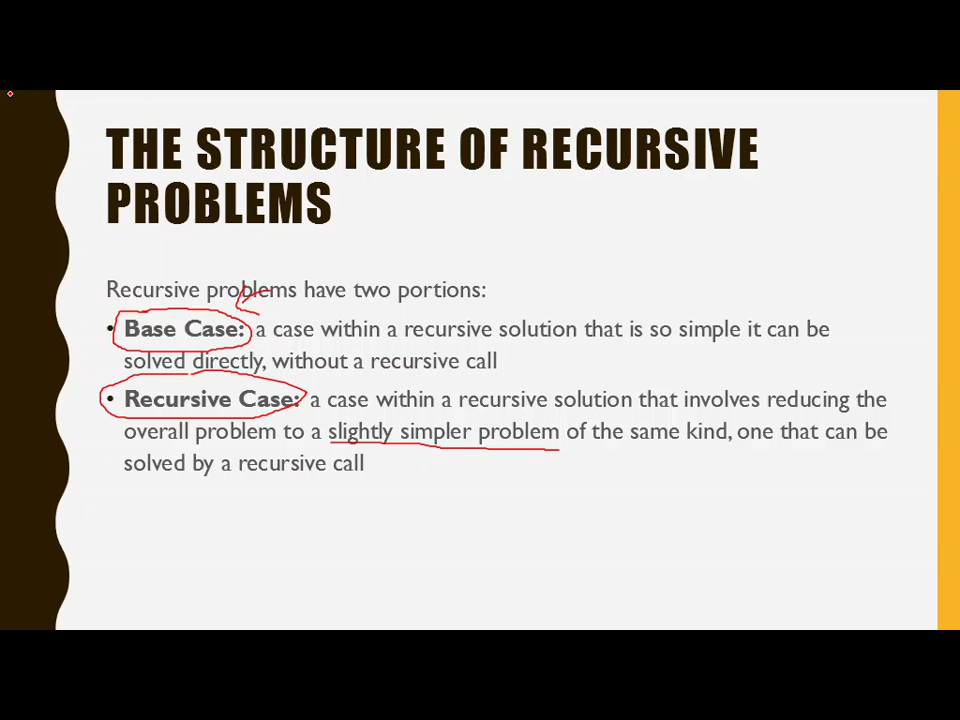 THE STRUCTURE OF RECURSIVE
PROBLEMS
Recursive problems have two portions:
• Base Case: a case within a recursive solution that is so simple it can be
solved directly, without a recursive call
• Recursive Case: a case within a recursive solution that involves reducing the
overall problem to a slightly simpler problem of the same kind, one that can be
solved by a recursive call